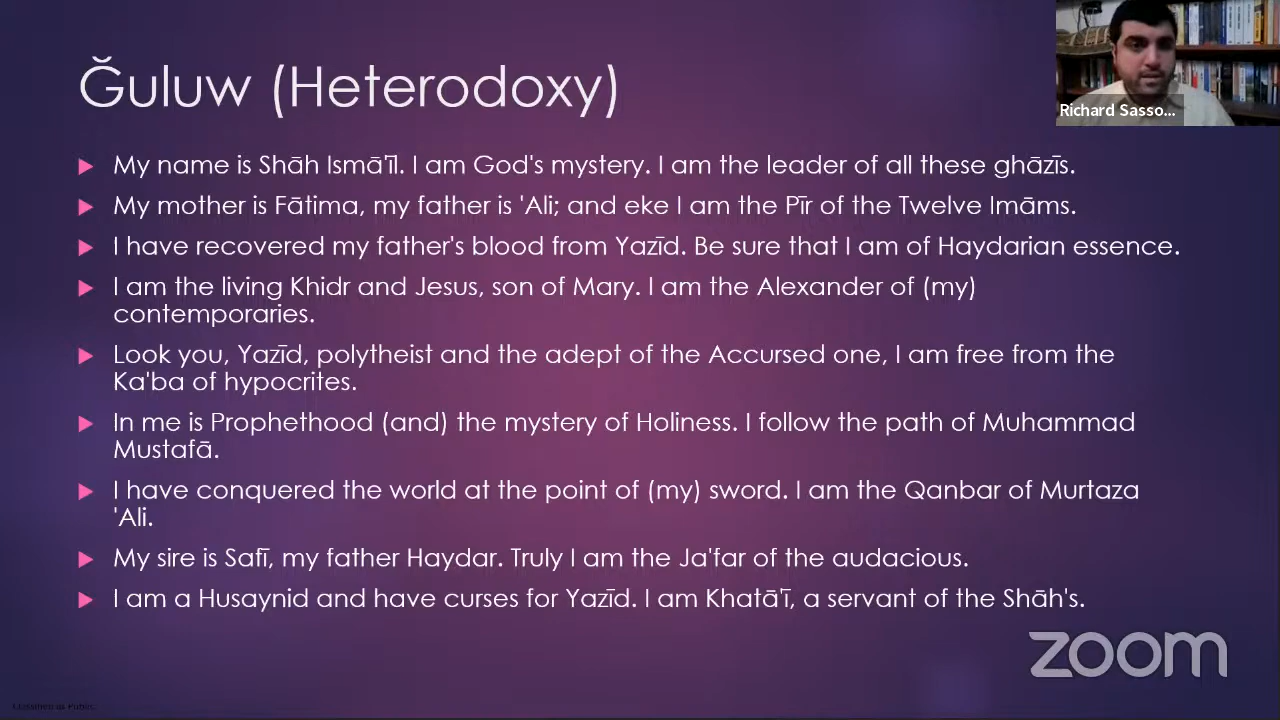 Ğuluw (Heterodoxy)
Richard Sasso...
My name is Shāh Ismā'īl. I am God's mystery. I am the leader of all these ghāzīs.
My mother is Fātima, my father is 'Ali; and eke I am the Pīr of the Twelve Imāms.
I have recovered my father's blood from Yazīd. Be sure that I am of Haydarian essence.
I am the living Khidr and Jesus, son of Mary. I am the Alexander of (my)
contemporaries.
Look you, Yazīd, polytheist and the adept of the Accursed one, I am free from the
Ka'ba of hypocrites.
In me is Prophethood (and) the mystery of Holiness. I follow the path of Muhammad
Mustafā.
I have conquered the world at the point of (my) sword. I am the Qanbar of Murtaza
'Ali.
My sire is Safī, my father Haydar. Truly I am the Ja'far of the audacious.
I am a Husaynid and have curses for Yazīd. I am Khatā'ī, a servant of the Shāh's.
zoom
Classified as Public